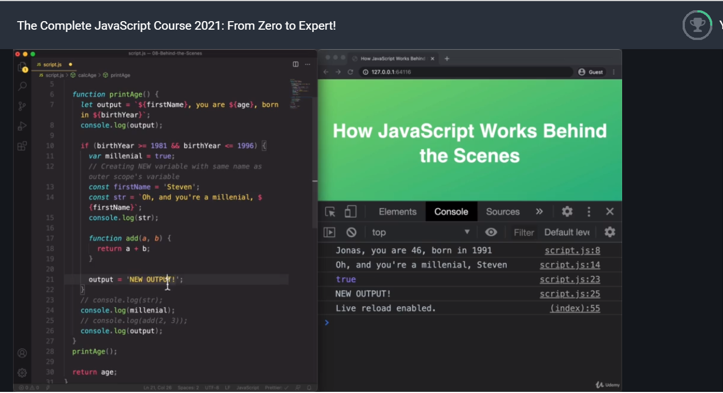 The Complete JavaScript Course 2021: From Zero to Expert!
script.js — 09-Behind-the-Scenes
script.js
script.js > calcAge > printAge
5
6 function printAge() {
7 let output = `${firstName}, you are ${age}, born
in ${birthYear}`;
8 console.log(output);
9
10 if (birthYear >= 1981 && birthYear <= 1996) {
11 var millenial = true;
12 // Creating NEW variable with same name as
outer scope's variable
13 const firstName = 'Steven';
14 const str = `Oh, and you're a millenial, $
{firstName}`;
15 console.log(str);
16
17 function add(a, b) {
18 return a + b;
19 }
20
21 output = 'NEW OUTPUT!';
22 }
23 // console.log(str);
24 console.log(millenial);
25 // console.log(add(2, 3));
26 console.log(output);
27 }
28 printAge();
29
30 return age;
31 }
How JavaScript Works Behind
127.0.0.1:64116
Guest
How JavaScript Works Behind
the Scenes
Elements Console Sources »
top Filter Default leve
Jonas, you are 46, born in 1991 script.js:8
Oh, and you're a millenial, Steven script.js:14
true script.js:23
NEW OUTPUT! script.js:25
Live reload enabled. (index):55
>
Udemy